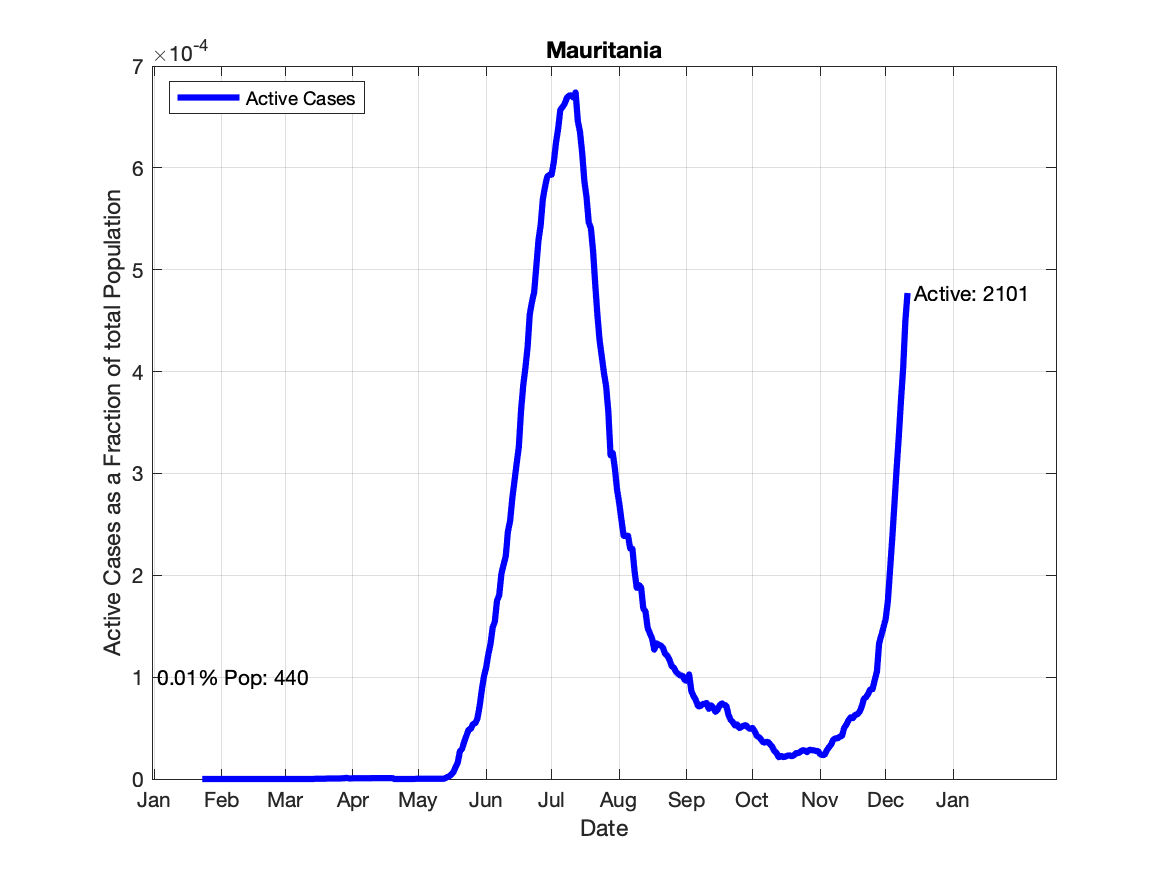 Mauritania
×10-4
7
Active Cases
6
5
Active: 2101
4
3
2
1
0.01% Pop: 440
0
Active Cases as a Fraction of total Population
Jan Feb Mar Apr May Jun Jul Aug Sep Oct Nov Dec Jan
Date